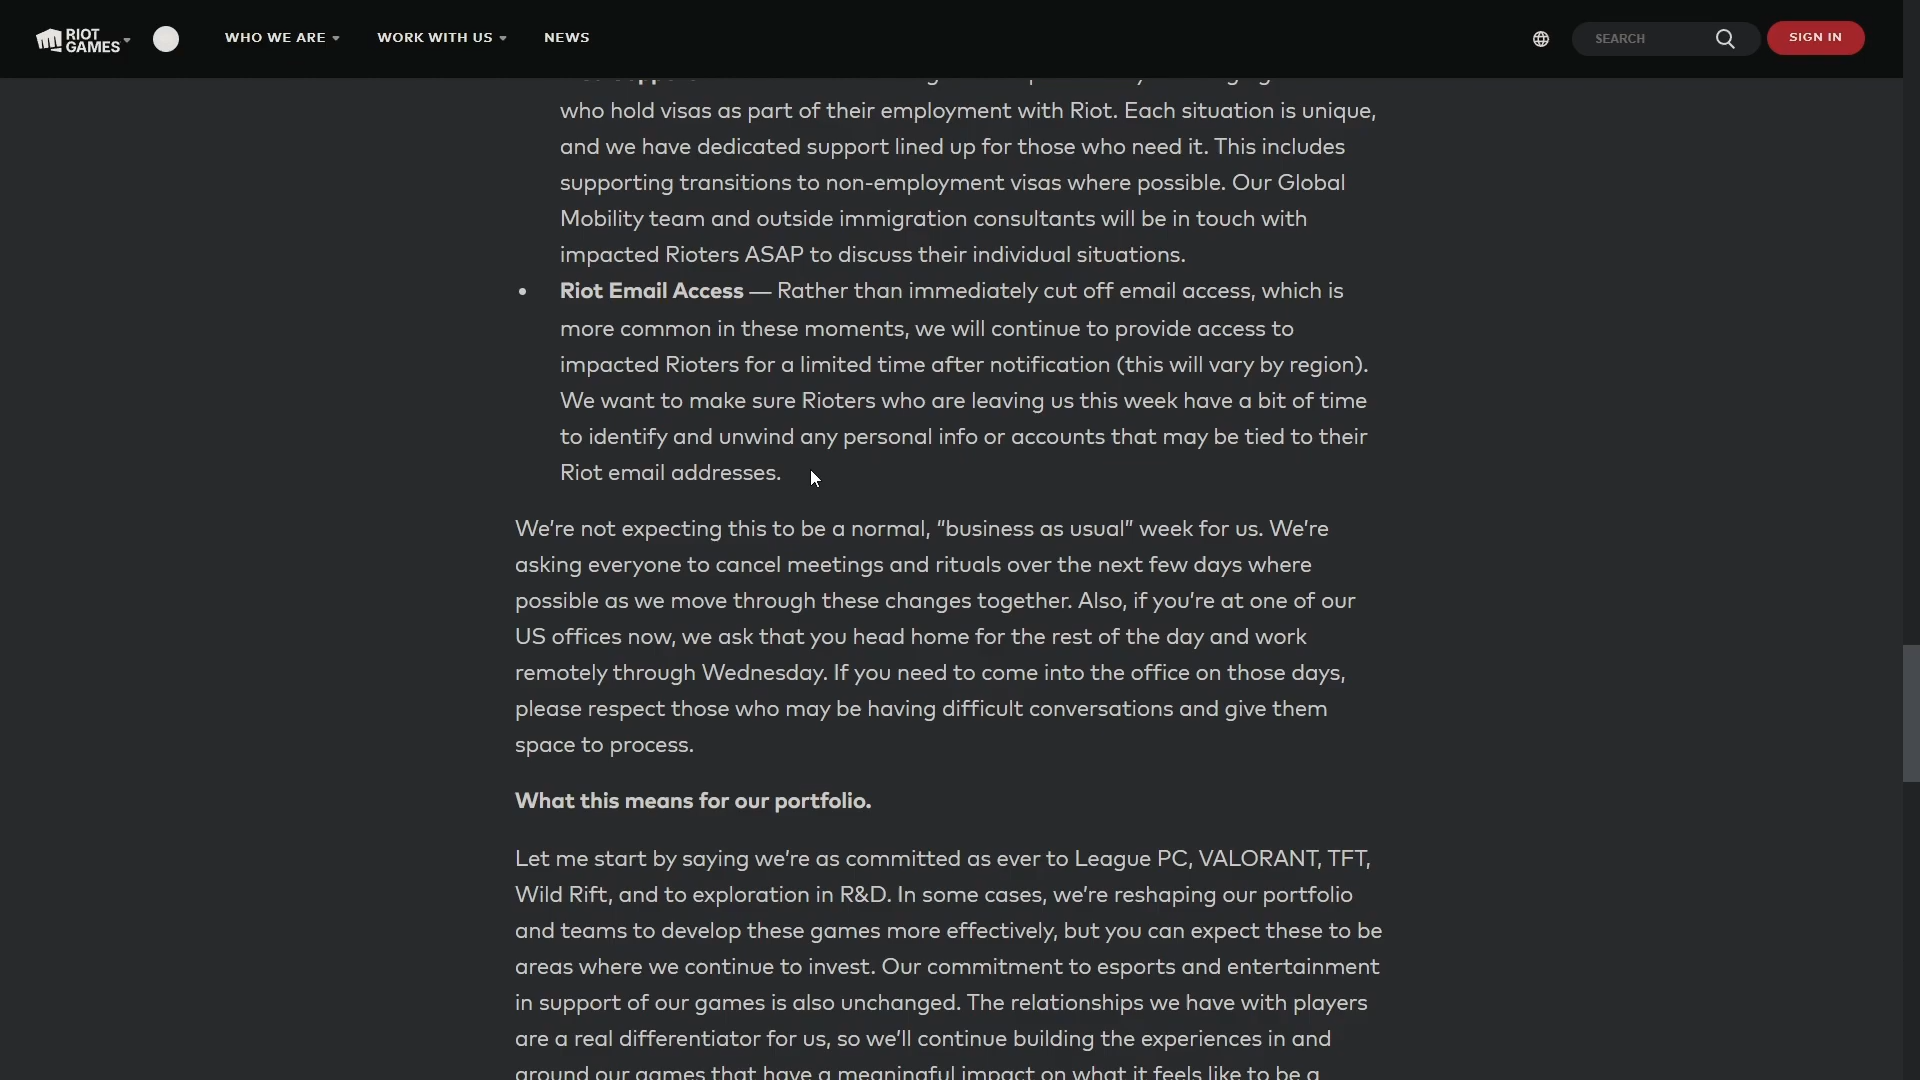 RIOT GAMES
WHO WE ARE
WORK WITH US
NEWS
SEARCH
SIGN IN
who hold visas as part of their employment with Riot. Each situation is unique,
and we have dedicated support lined up for those who need it. This includes
supporting transitions to non-employment visas where possible. Our Global
Mobility team and outside immigration consultants will be in touch with
impacted Rioters ASAP to discuss their individual situations.
• Riot Email Access — Rather than immediately cut off email access, which is
more common in these moments, we will continue to provide access to
impacted Rioters for a limited time after notification (this will vary by region).
We want to make sure Rioters who are leaving us this week have a bit of time
to identify and unwind any personal info or accounts that may be tied to their
Riot email addresses.
We’re not expecting this to be a normal, “business as usual” week for us. We’re
asking everyone to cancel meetings and rituals over the next few days where
possible as we move through these changes together. Also, if you’re at one of our
US offices now, we ask that you head home for the rest of the day and work
remotely through Wednesday. If you need to come into the office on those days,
please respect those who may be having difficult conversations and give them
space to process.
What this means for our portfolio.
Let me start by saying we’re as committed as ever to League PC, VALORANT, TFT,
Wild Rift, and to exploration in R&D. In some cases, we’re reshaping our portfolio
and teams to develop these games more effectively, but you can expect these to be
areas where we continue to invest. Our commitment to esports and entertainment
in support of our games is also unchanged. The relationships we have with players
are a real differentiator for us, so we’ll continue building the experiences in and
around our games that have a meaningful impact on what it feels like to be a